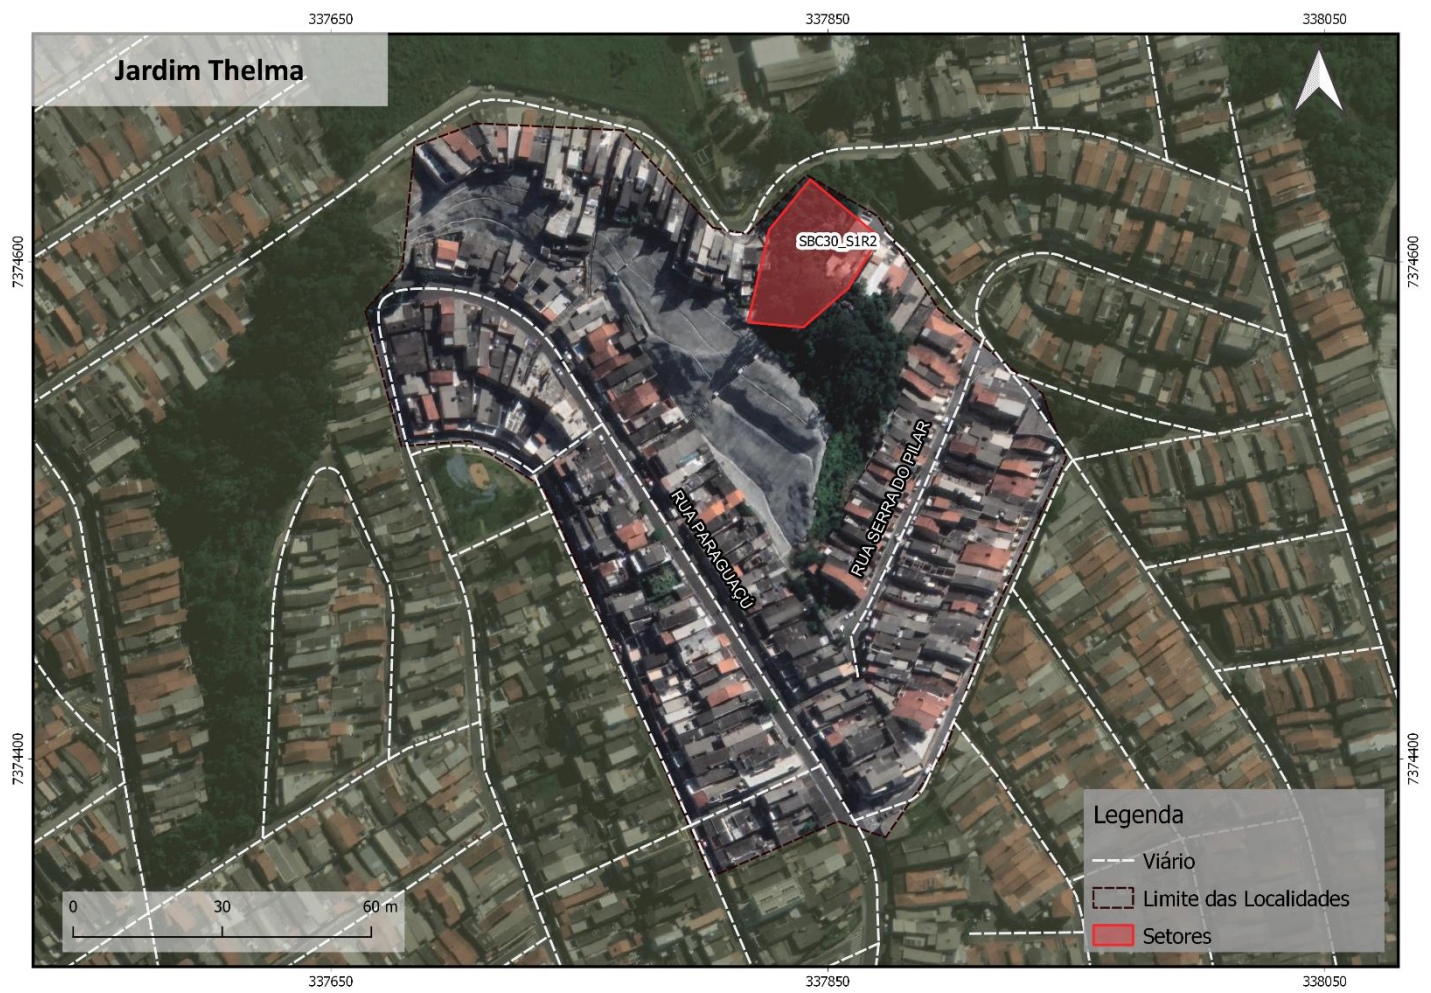 337650
337850
338050
Jardim Thelma
7374600
7374600
SBC30_S1R2
RUA PARAGUAÇÚ
RUA SERRA DO PILAR
7374400
7374400
Legenda
Viário
Limite das Localidades
Setores
0 30 60 m
337650
337850
338050